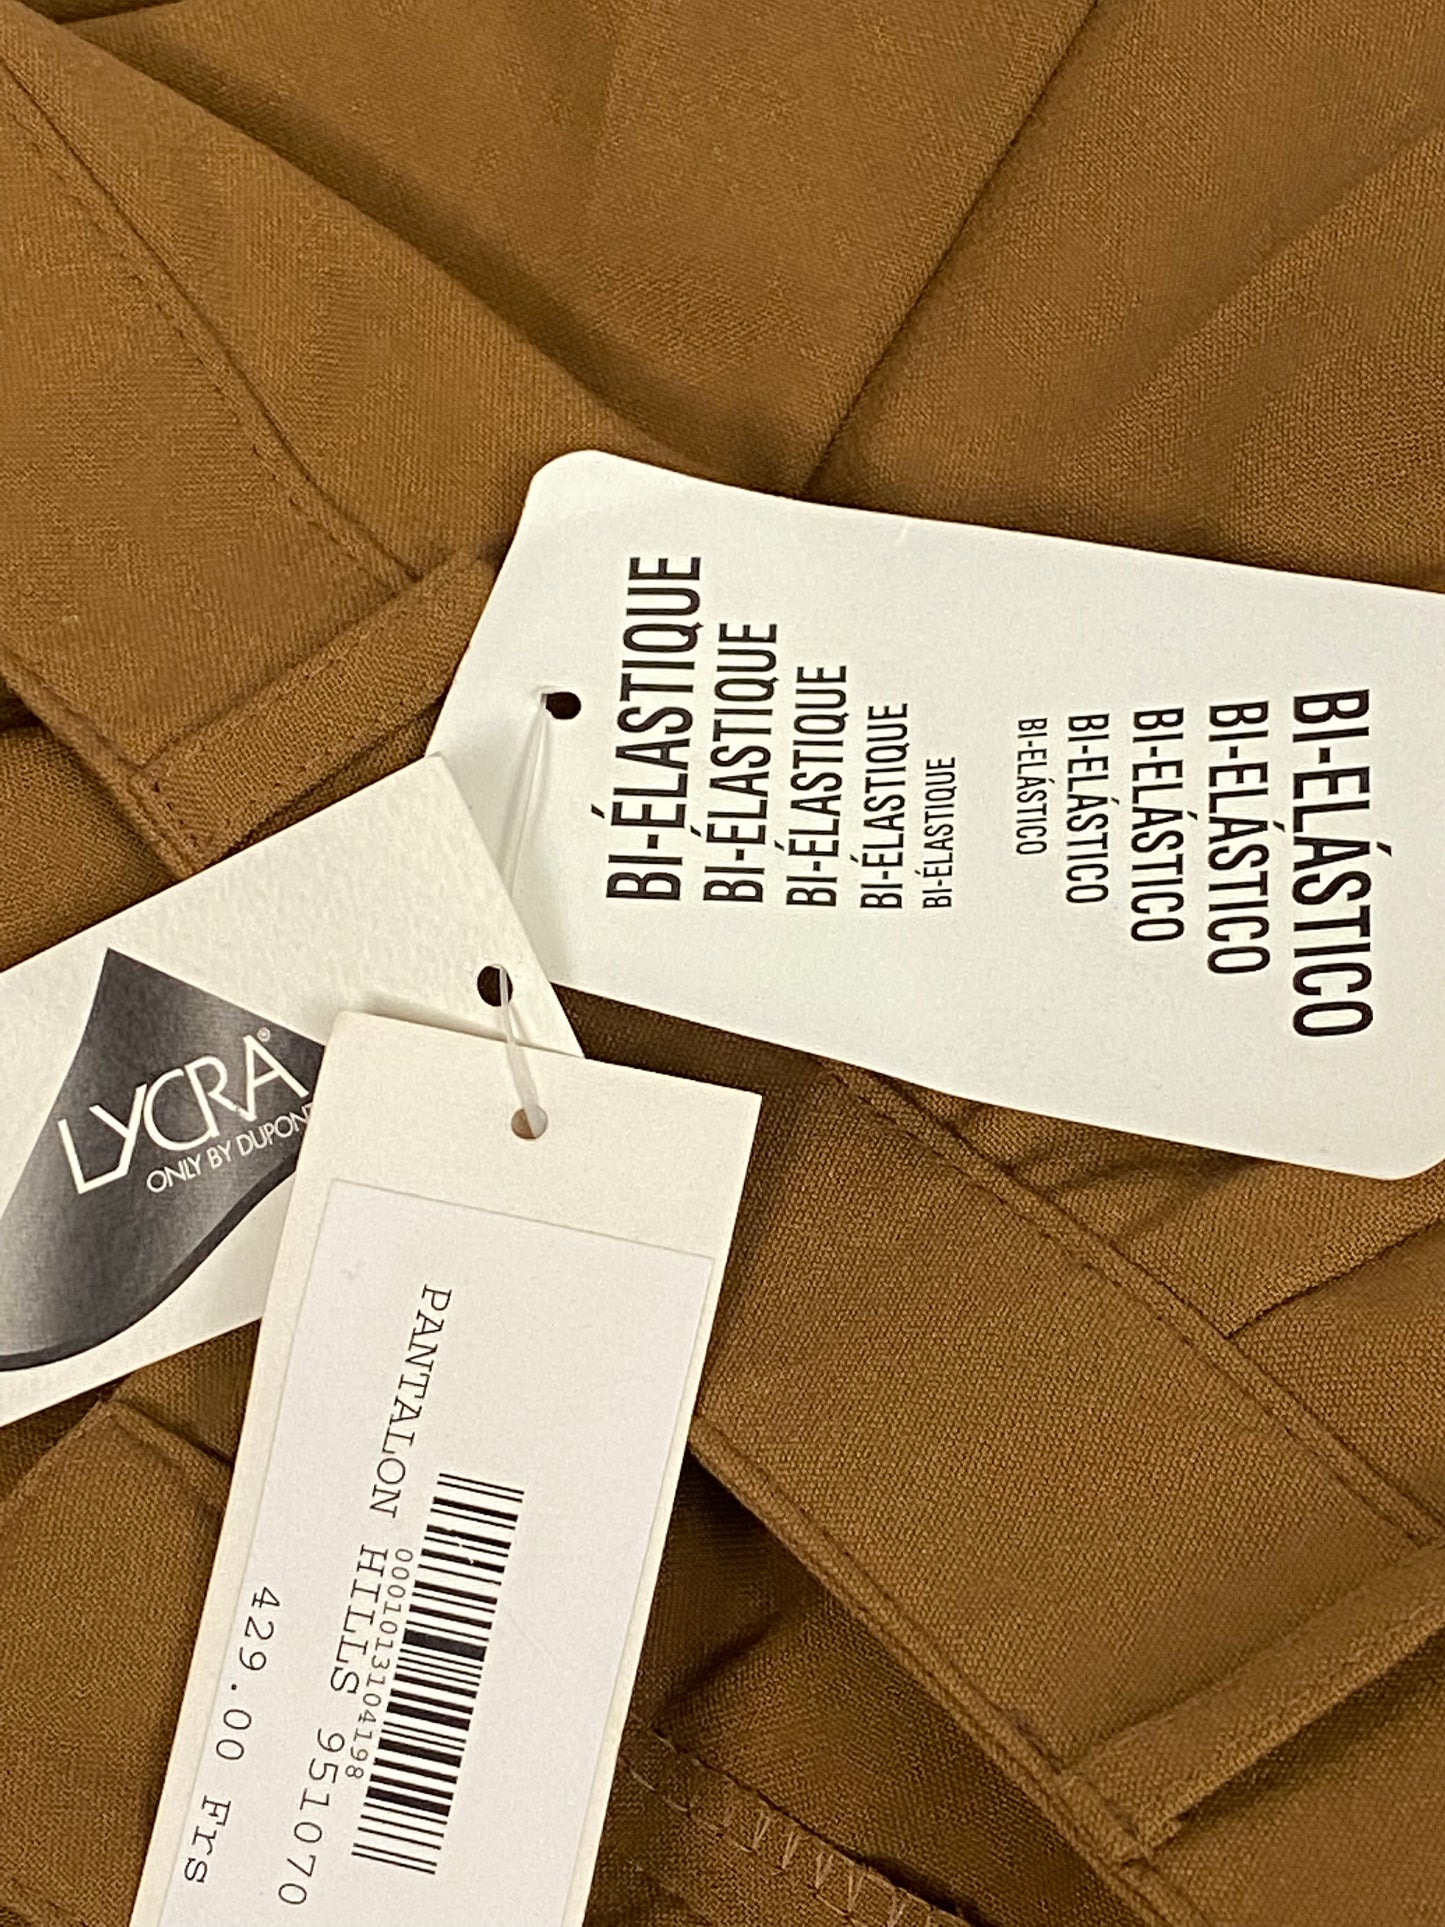 BI-ÉLASTIQUE
BI-ÉLASTIQUE
BI-ÉLASTIQUE
BI-ÉLASTIQUE
BI-ÉLASTIQUE
BI-ELÁSTICO
BI-ELÁSTICO
BI-ELÁSTICO
BI-ELÁSTICO
BI-ELÁSTICO
LYCRA®
ONLY BY DUPONT
PANTALON HILLS 951070
0001013104198
429.00 Frs